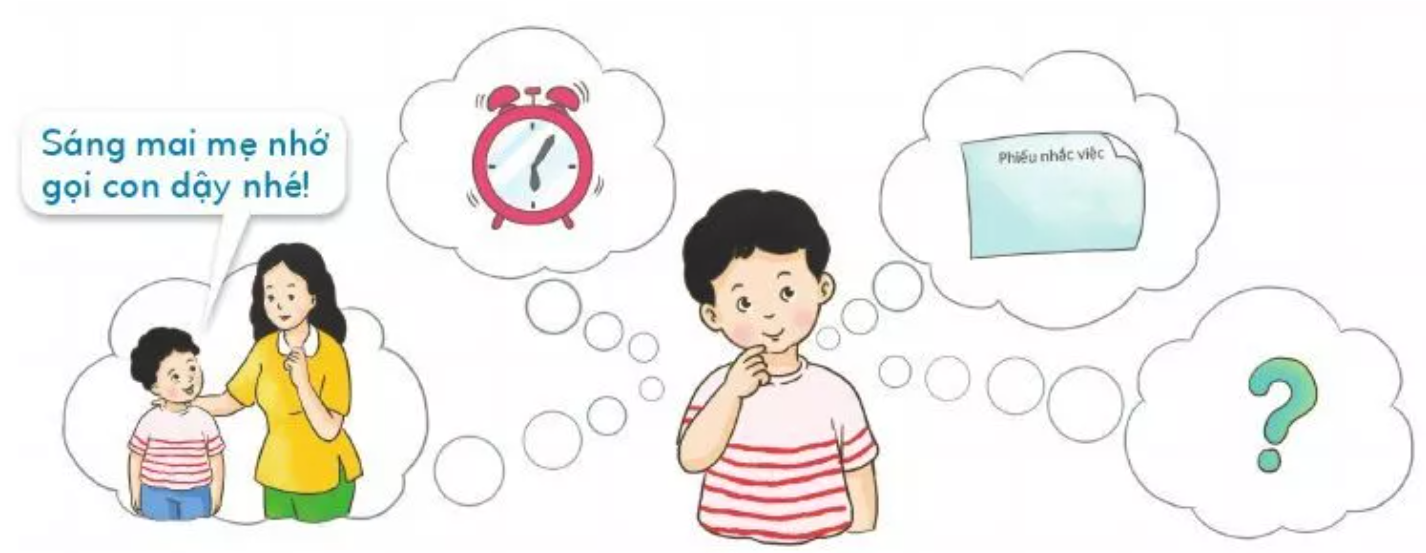 Sáng mai mẹ nhớ
gọi con dậy nhé!
Phiếu nhắc việc
?